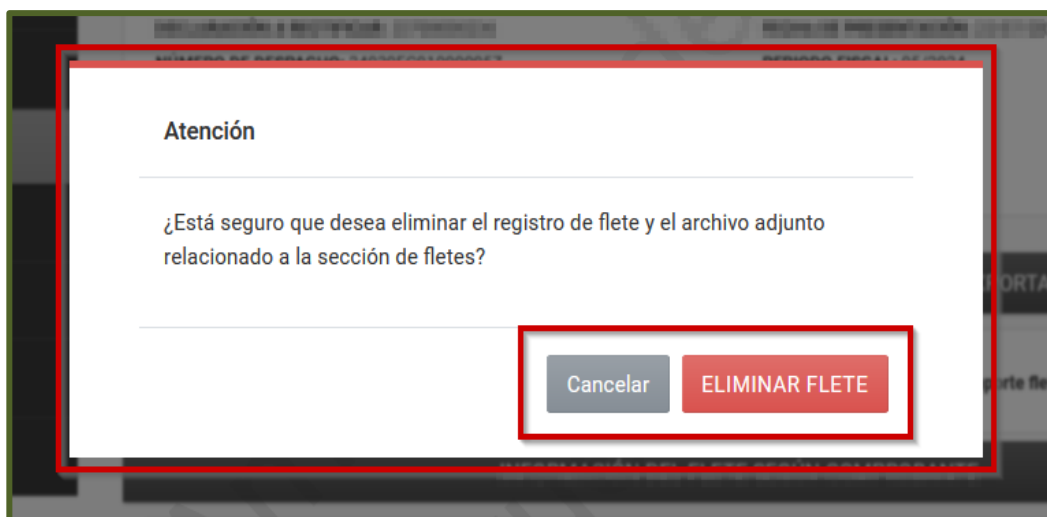 Atención
¿Está seguro que desea eliminar el registro de flete y el archivo adjunto
relacionado a la sección de fletes?
Cancelar
ELIMINAR FLETE